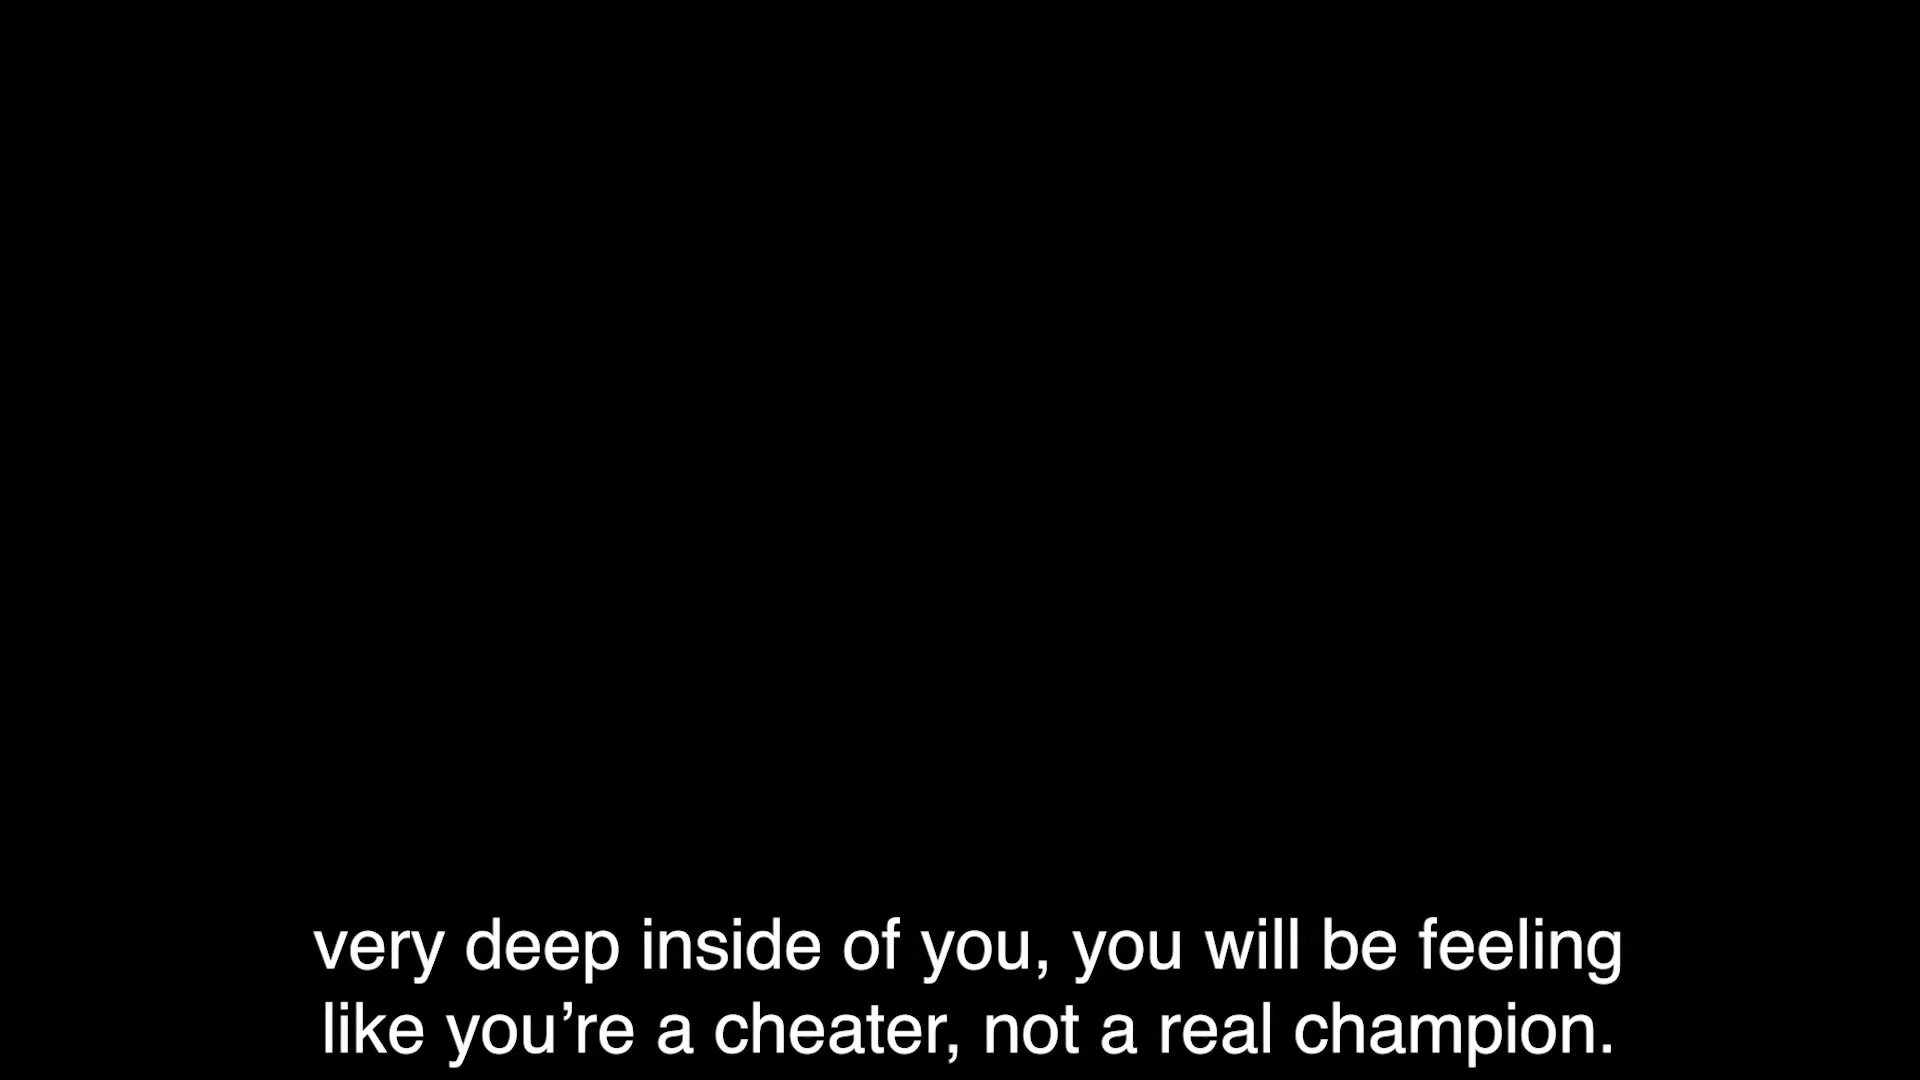 very deep inside of you, you will be feeling
like you’re a cheater, not a real champion.